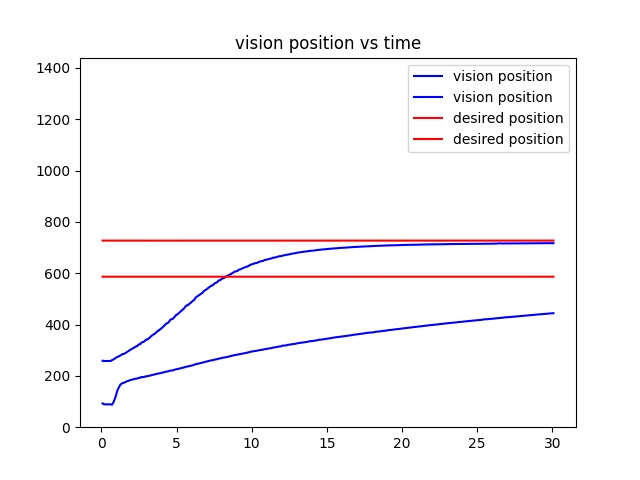 vision position vs time
1400
1200
1000
800
600
400
200
0
vision position
vision position
desired position
desired position
0 5 10 15 20 25 30